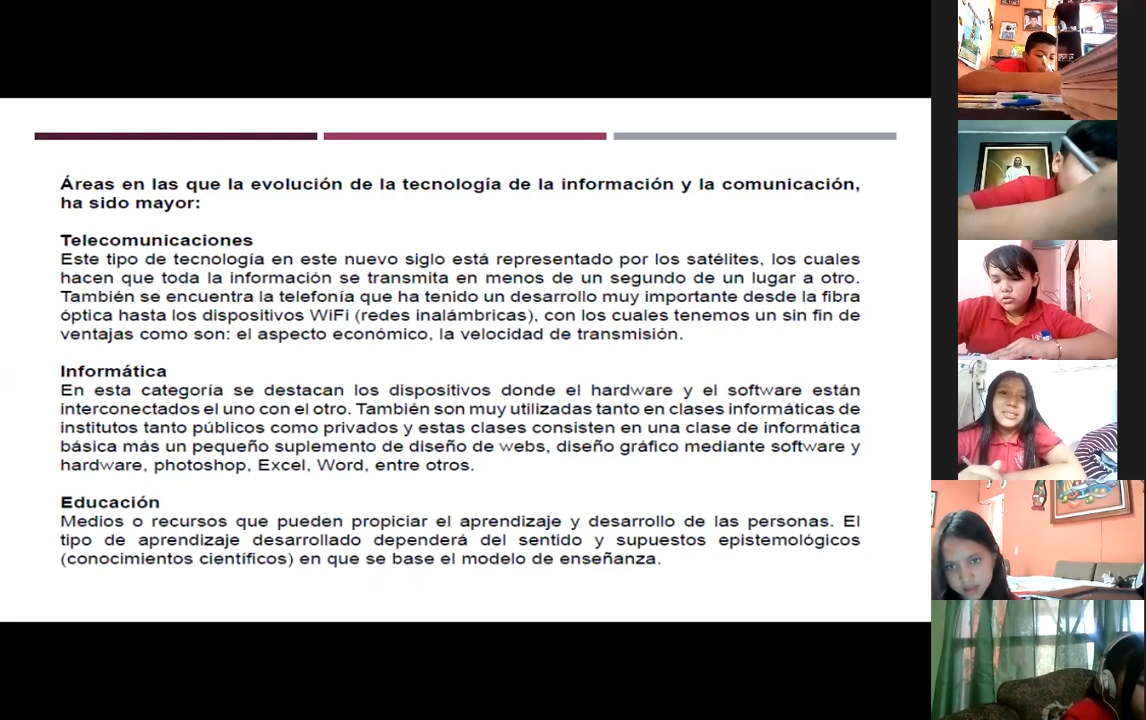 Áreas en las que la evolución de la tecnología de la información y la comunicación,
ha sido mayor:
Telecomunicaciones
Este tipo de tecnología en este nuevo siglo está representado por los satélites, los cuales
hacen que toda la información se transmita en menos de un segundo de un lugar a otro.
También se encuentra la telefonía que ha tenido un desarrollo muy importante desde la fibra
óptica hasta los dispositivos WiFi (redes inalámbricas), con los cuales tenemos un sin fin de
ventajas como son: el aspecto económico, la velocidad de transmisión.
Informática
En esta categoría se destacan los dispositivos donde el hardware y el software están
interconectados el uno con el otro. También son muy utilizadas tanto en clases informáticas de
institutos tanto públicos como privados y estas clases consisten en una clase de informática
básica más un pequeño suplemento de diseño de webs, diseño gráfico mediante software y
hardware, photoshop, Excel, Word, entre otros.
Educación
Medios o recursos que pueden propiciar el aprendizaje y desarrollo de las personas. El
tipo de aprendizaje desarrollado dependerá del sentido y supuestos epistemológicos
(conocimientos científicos) en que se base el modelo de enseñanza.